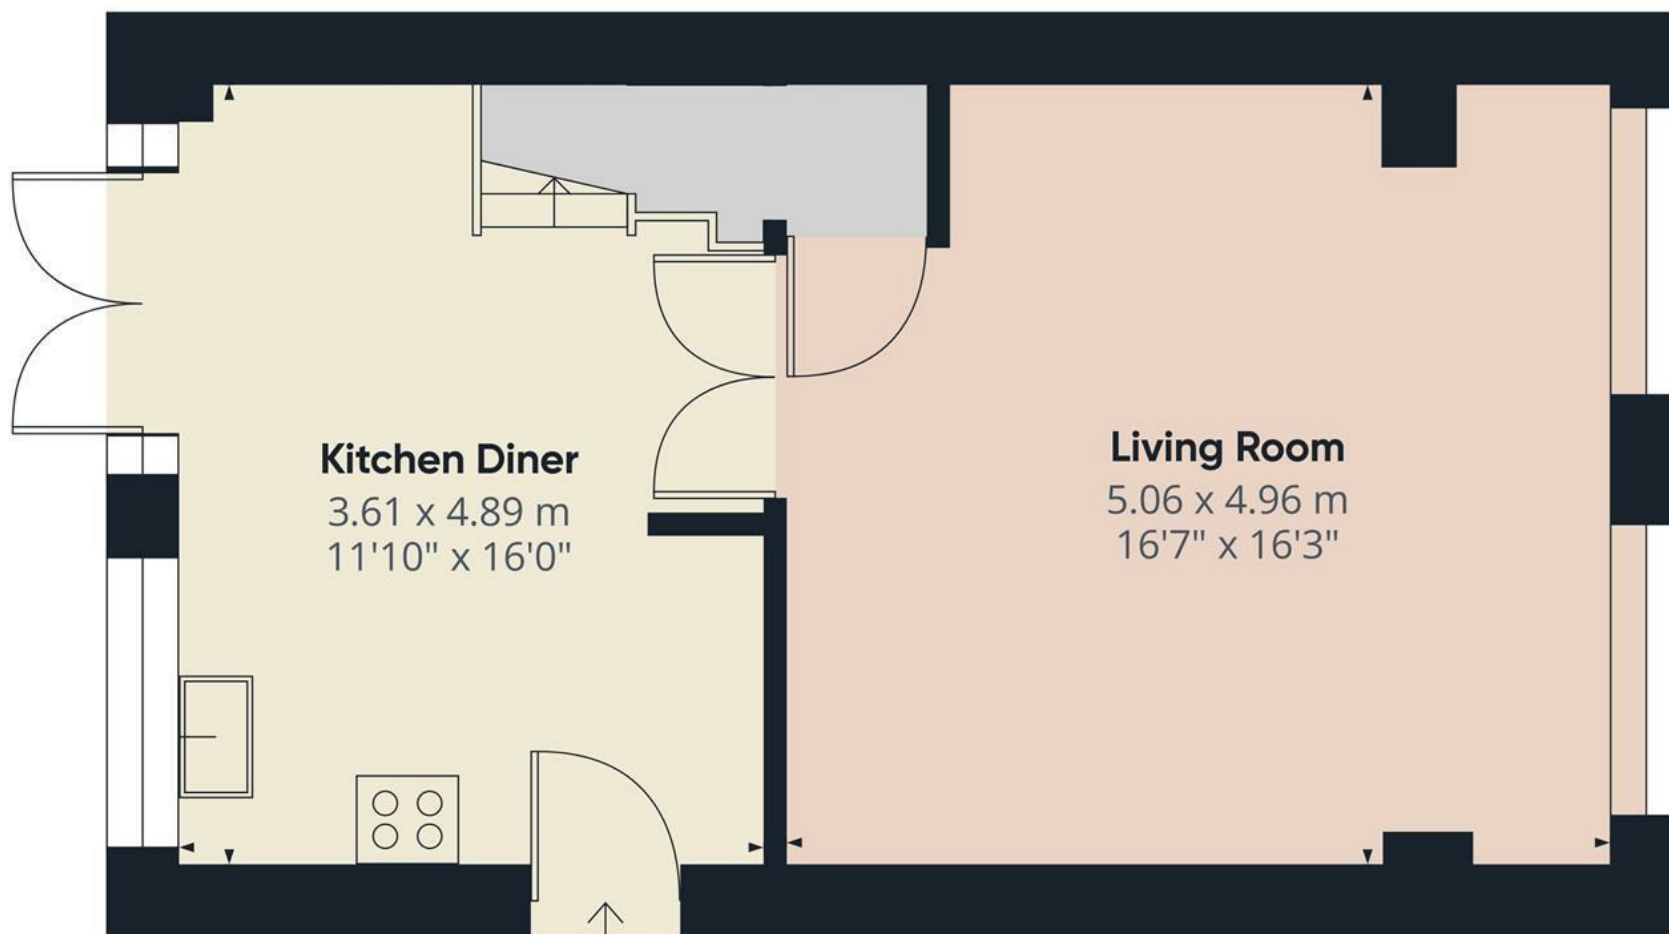 Kitchen Diner
3.61 x 4.89 m
11'10" x 16'0"
Living Room
5.06 x 4.96 m
16'7" x 16'3"